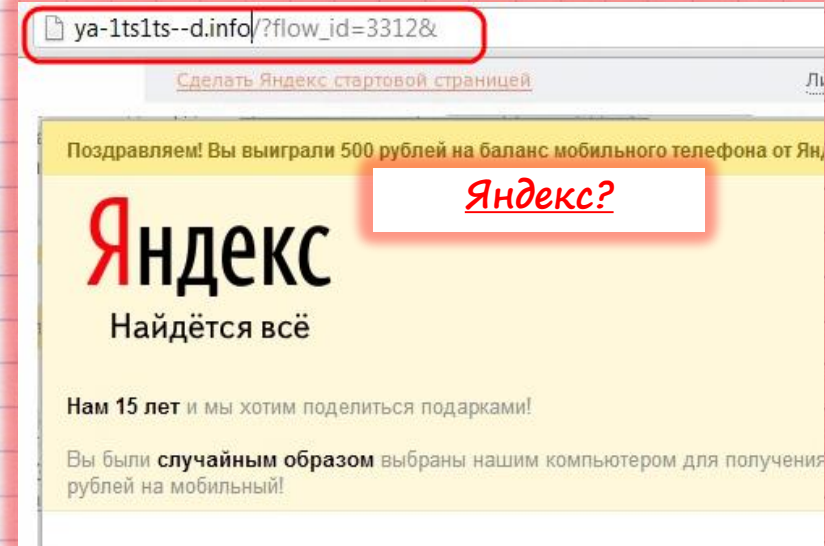 ya-1ts1ts--d.info/?flow_id=3312&
Сделать Яндекс стартовой страницей
Поздравляем! Вы выиграли 500 рублей на баланс мобильного телефона от
Яндекс?
Яндекс
Найдётся всё
Нам 15 лет и мы хотим поделиться подарками!
Вы были случайным образом выбраны нашим компьютером для получения
рублей на мобильный!